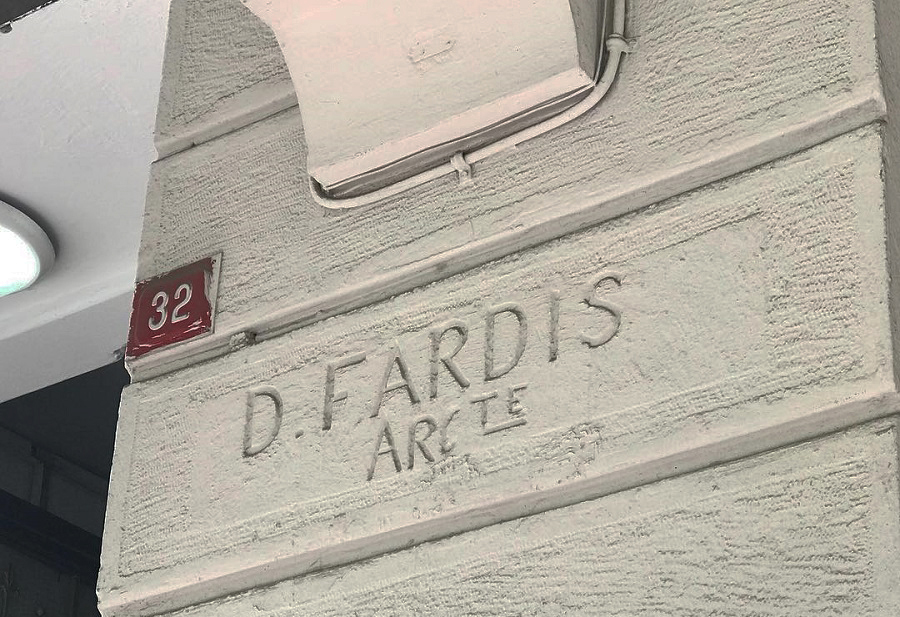 32
D. FARDIS
ARCTE